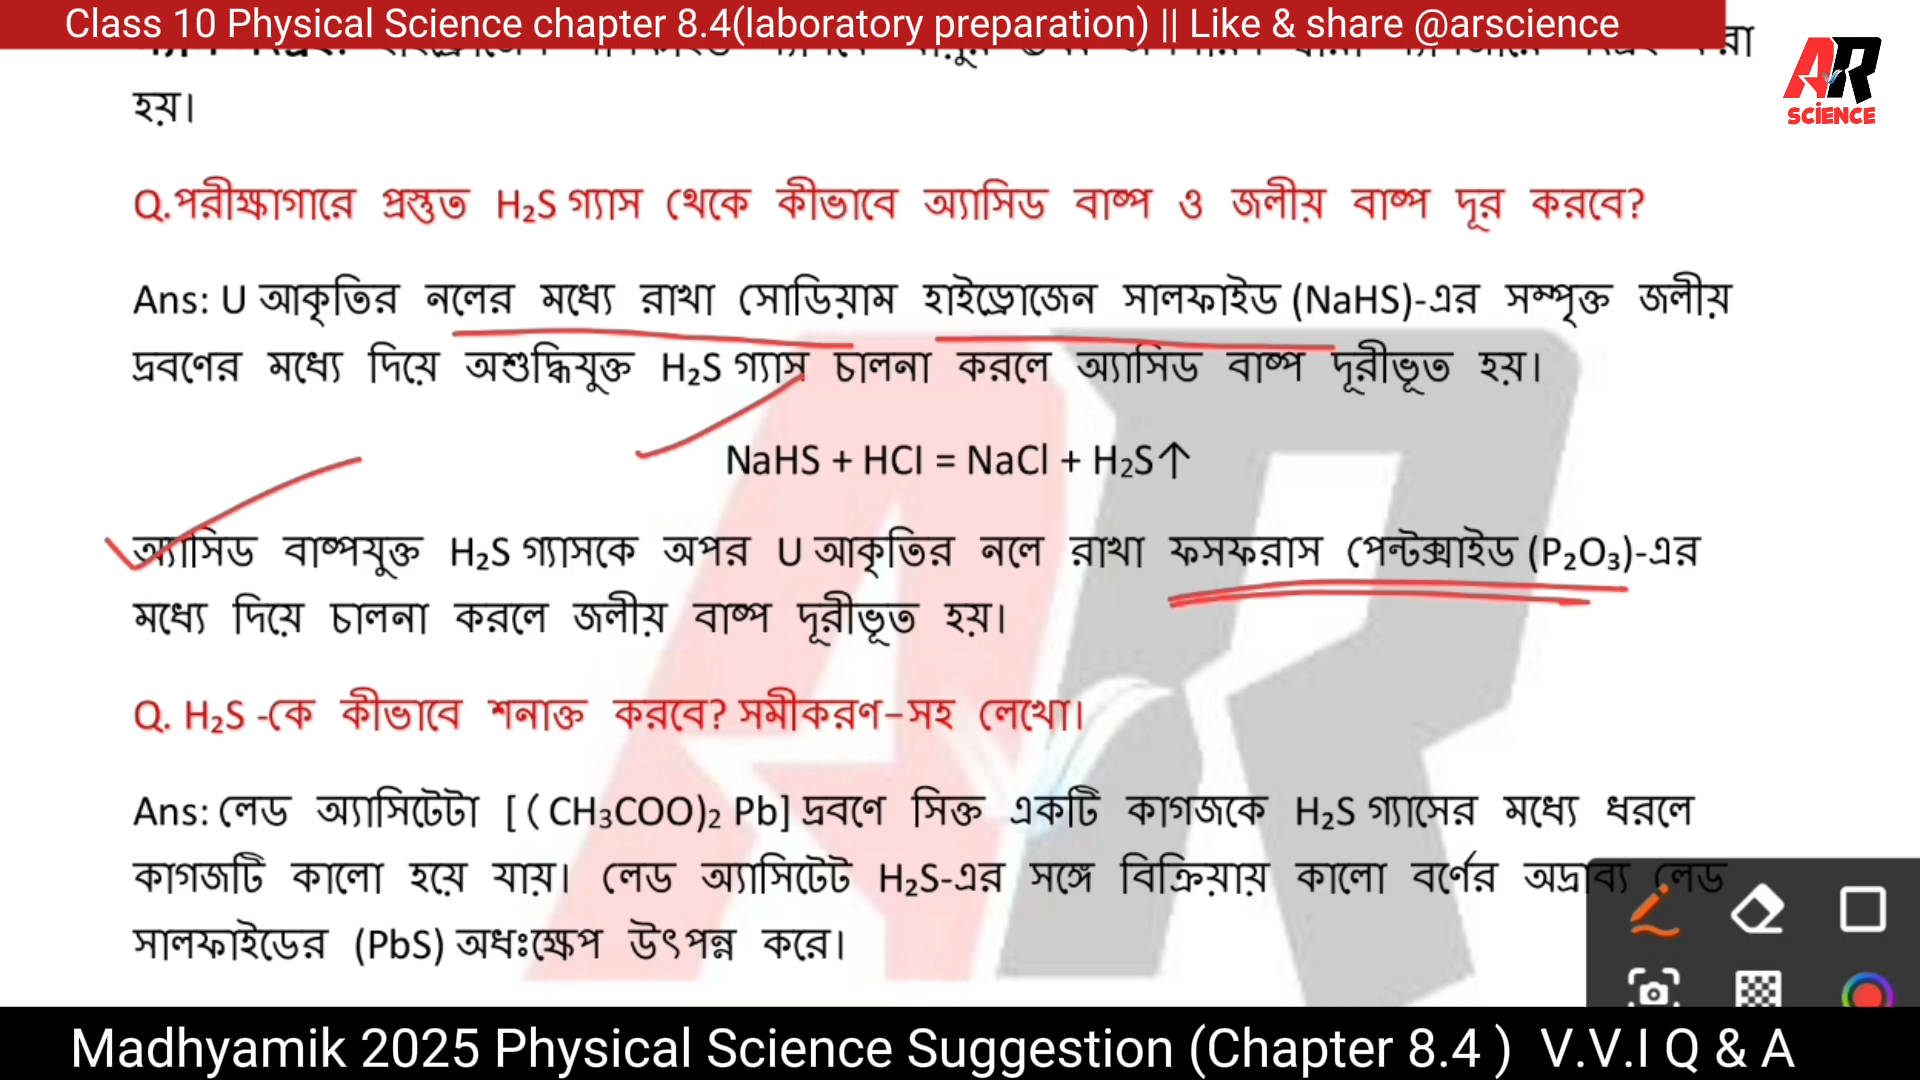 Class 10 Physical Science chapter 8.4(laboratory preparation) || Like & share @arscience
AR
SCIENCE
হয়।
Q.পরীক্ষাগারে প্রস্তুত H₂S গ্যাস থেকে কীভাবে অ্যাসিড বাষ্প ও জলীয় বাষ্প দূর করবে?
Ans: U আকৃতির নলের মধ্যে রাখা সোডিয়াম হাইড্রোজেন সালফাইড (NaHS)-এর সম্পৃক্ত জলীয়
দ্রবণের মধ্যে দিয়ে অশুদ্ধিযুক্ত H₂S গ্যাস চালনা করলে অ্যাসিড বাষ্প দূরীভূত হয়।
NaHS + HCl = NaCl + H₂S↑
অ্যাসিড বাষ্পযুক্ত H₂S গ্যাসকে অপর U আকৃতির নলে রাখা ফসফরাস পেন্টক্সাইড (P₂O₃)-এর
মধ্যে দিয়ে চালনা করলে জলীয় বাষ্প দূরীভূত হয়।
Q. H₂S -কে কীভাবে শনাক্ত করবে? সমীকরণ–সহ লেখো।
Ans: লেড অ্যাসিটেটা [ ( CH₃COO)₂ Pb] দ্রবণে সিক্ত একটি কাগজকে H₂S গ্যাসের মধ্যে ধরলে
কাগজটি কালো হয়ে যায়। লেড অ্যাসিটেট H₂S-এর সঙ্গে বিক্রিয়ায় কালো বর্ণের অদ্রাব্য লেড
সালফাইডের (PbS) অধঃক্ষেপ উৎপন্ন করে।
Madhyamik 2025 Physical Science Suggestion (Chapter 8.4 ) V.V.I Q & A